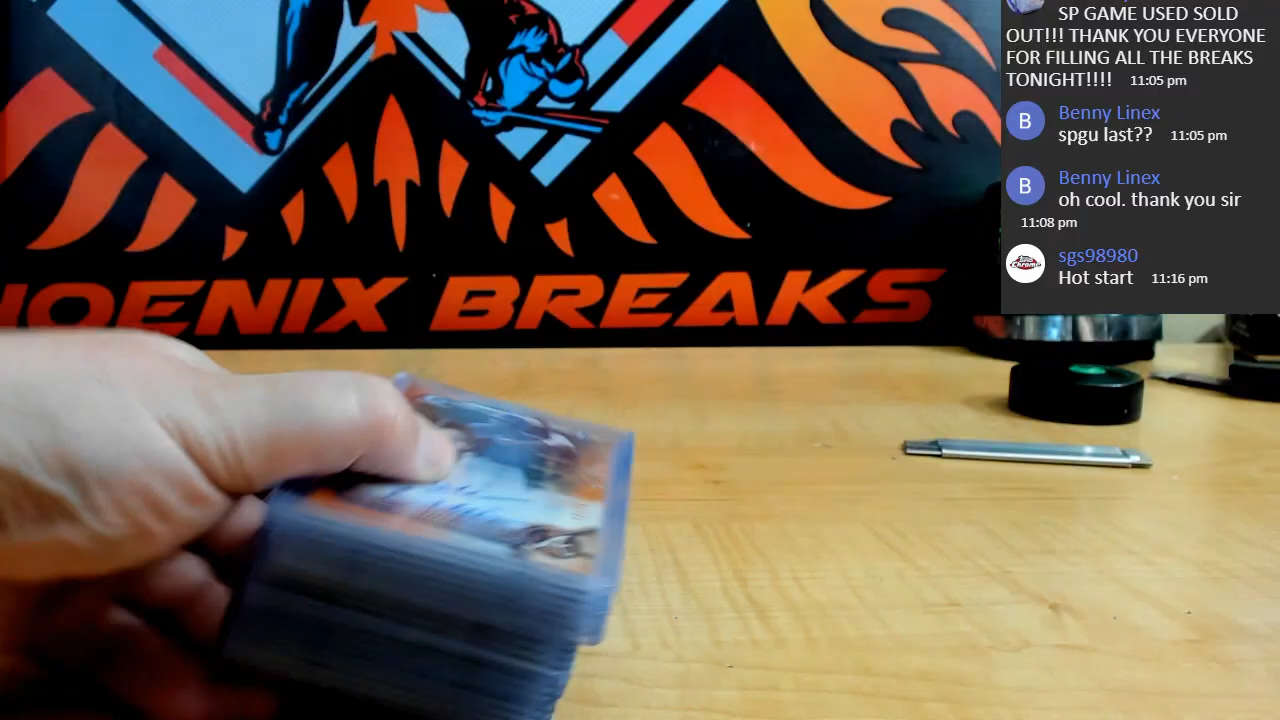 SP GAME USED SOLD
OUT!!! THANK YOU EVERYONE
FOR FILLING ALL THE BREAKS
TONIGHT!!!! 11:05 pm
B Benny Linex
spgu last?? 11:05 pm
B Benny Linex
oh cool. thank you sir
11:08 pm
sgs98980
Hot start 11:16 pm
HOENIX BREAKS